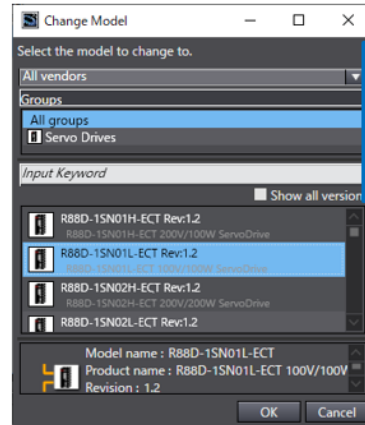 Change Model
Select the model to change to.
All vendors
Groups
All groups
Servo Drives
Input Keyword
Show all version
R88D-1SN01H-ECT Rev:1.2
R88D-1SN01H-ECT 200V/100W ServoDrive
R88D-1SN01L-ECT Rev:1.2
R88D-1SN01L-ECT 100V/100W ServoDrive
R88D-1SN02H-ECT Rev:1.2
R88D-1SN02H-ECT 200V/200W ServoDrive
R88D-1SN02L-ECT Rev:1.2
Model name : R88D-1SN01L-ECT
Product name : R88D-1SN01L-ECT 100V/100W
Revision : 1.2
OK Cancel